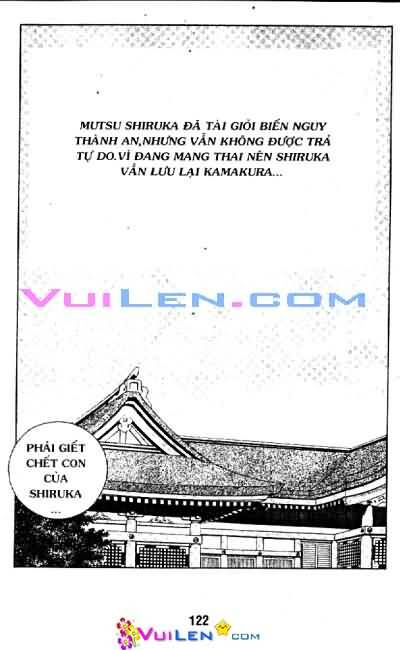 MUTSU SHIRUKA ĐÃ TÀI GIỎI BIẾN NGUY
THÀNH AN,NHƯNG VẪN KHÔNG ĐƯỢC TRẢ
TỰ DO.VÌ ĐANG MANG THAI NÊN SHIRUKA
VẪN LƯU LẠI KAMAKURA...
VUILEN.COM
PHẢI GIẾT
CHẾT CON
CỦA
SHIRUKA
...
122
VUILEN.COM